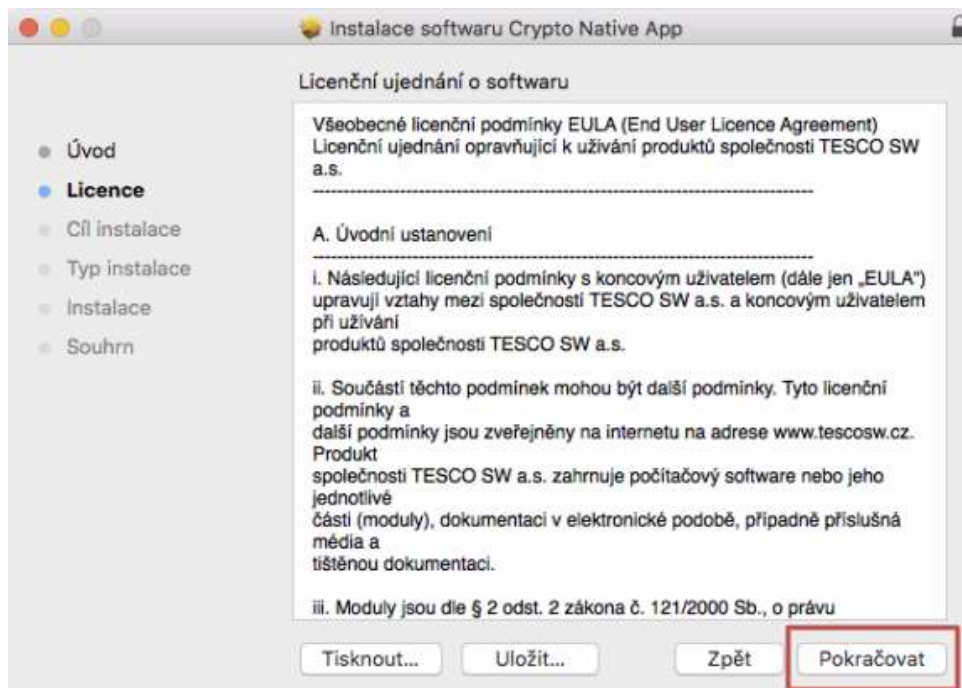 Instalace softwaru Crypto Native App
Licenční ujednání o softwaru
Úvod
Licence
Cíl instalace
Typ instalace
Instalace
Souhrn
Všeobecné licenční podmínky EULA (End User Licence Agreement)
Licenční ujednání opravňující k užívání produktů společnosti TESCO SW
a.s.
--------------------------------------------------------------------------------
A. Úvodní ustanovení
--------------------------------------------------------------------------------
i. Následující licenční podmínky s koncovým uživatelem (dále jen „EULA“)
upravují vztahy mezi společností TESCO SW a.s. a koncovým uživatelem
při užívání
produktů společnosti TESCO SW a.s.
ii. Součástí těchto podmínek mohou být další podmínky. Tyto licenční
podmínky a
další podmínky jsou zveřejněny na internetu na adrese www.tescosw.cz.
Produkt
společnosti TESCO SW a.s. zahrnuje počítačový software nebo jeho
jednotlivé
části (moduly), dokumentaci v elektronické podobě, případně příslušná
média a
tištěnou dokumentaci.
iii. Moduly jsou dle § 2 odst. 2 zákona č. 121/2000 Sb., o právu
Tisknout...
Uložit...
Zpět
Pokračovat